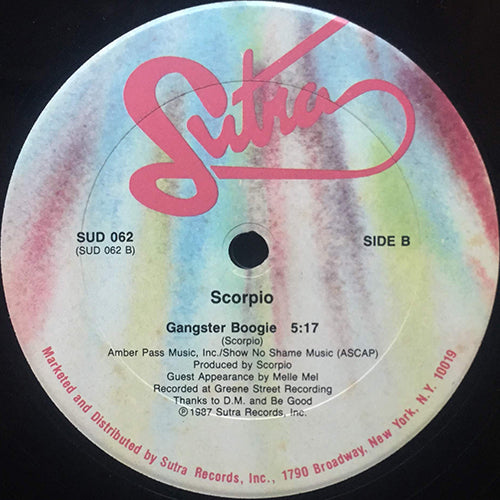 Sutra
SUD 062
(SUD 062 B)
SIDE B
Scorpio
Gangster Boogie 5:17
(Scorpio)
Amber Pass Music, Inc./Show No Shame Music (ASCAP)
Produced by Scorpio
Guest Appearance by Melle Mel
Recorded at Greene Street Recording
Thanks to D.M. and Be Good
℗1987 Sutra Records, Inc.
Marketed and Distributed by Sutra Records, Inc., 1790 Broadway, New York, N.Y. 10019